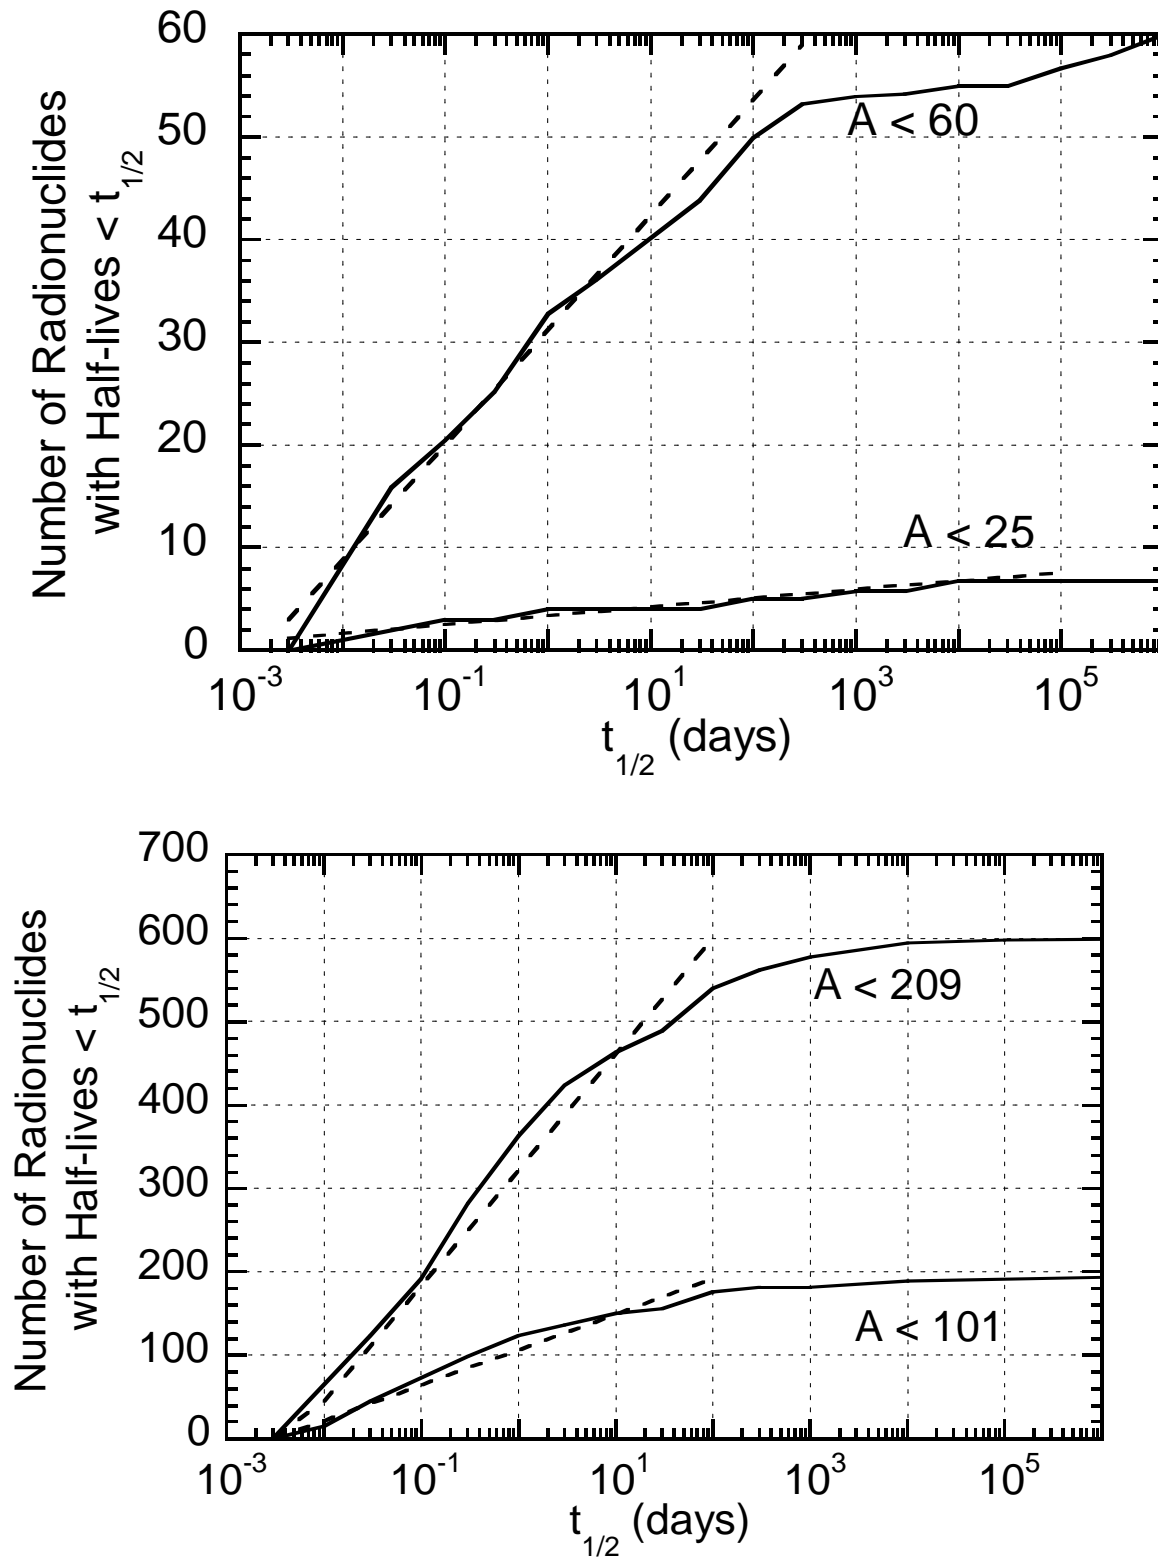 60
50
40
30
20
10
0
Number of Radionuclides
with Half-lives < t1/2
A < 60
A < 25
10-3
10-1
101
103
105
t1/2 (days)
700
600
500
400
300
200
100
0
Number of Radionuclides
with Half-lives < t1/2
A < 209
A < 101
10-3
10-1
101
103
105
t1/2 (days)